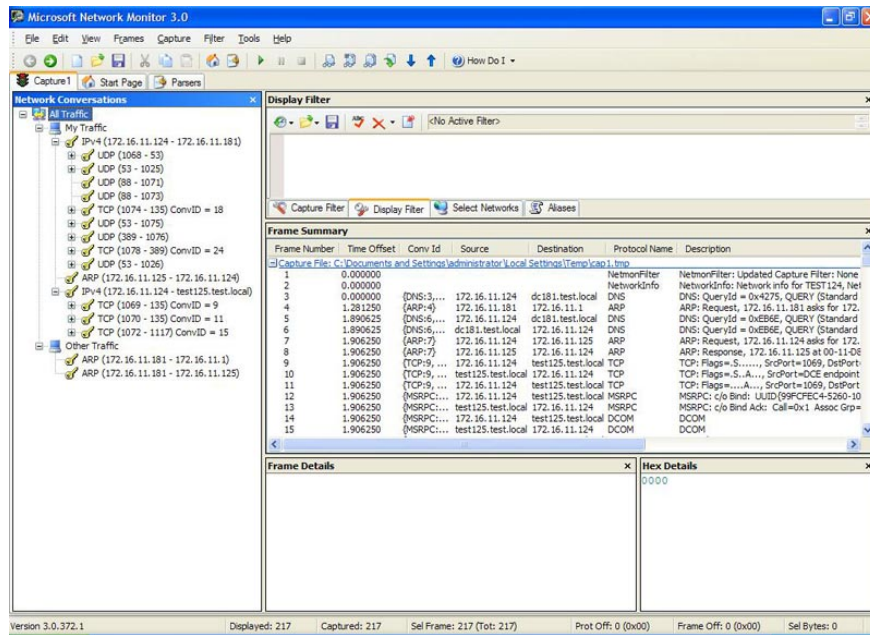 Microsoft Network Monitor 3.0
File Edit View Frames Capture Filter Tools Help
How Do I
Capture1 Start Page Parsers
Network Conversations
All Traffic
My Traffic
IPv4 (172.16.11.124 - 172.16.11.181)
UDP (1068 - 53)
UDP (53 - 1025)
UDP (88 - 1071)
UDP (88 - 1073)
TCP (1074 - 135) ConvID = 18
UDP (53 - 1075)
UDP (389 - 1076)
TCP (1078 - 389) ConvID = 24
UDP (53 - 1026)
ARP (172.16.11.125 - 172.16.11.124)
IPv4 (172.16.11.124 - test125.test.local)
TCP (1069 - 135) ConvID = 9
TCP (1070 - 135) ConvID = 11
TCP (1072 - 1117) ConvID = 15
Other Traffic
ARP (172.16.11.181 - 172.16.11.1)
ARP (172.16.11.181 - 172.16.11.125)
Display Filter
<No Active Filter>
Capture Filter Display Filter Select Networks Aliases
Frame Summary
Frame Number Time Offset Conv Id Source Destination Protocol Name Description
Capture File: C:\Documents and Settings\administrator\Local Settings\Temp\cap1.tmp
1 0.000000 NetmonFilter NetmonFilter: Updated Capture Filter: None
2 0.000000 NetworkInfo NetworkInfo: Network info for TEST124, Net
3 0.000000 {DNS:3,... 172.16.11.124 dc181.test.local DNS DNS: QueryId = 0x4275, QUERY (Standard
4 1.281250 {ARP:4} 172.16.11.181 172.16.11.1 ARP ARP: Request, 172.16.11.181 asks for 172.
5 1.890625 {DNS:6,... 172.16.11.124 dc181.test.local DNS DNS: QueryId = 0xEB6E, QUERY (Standard
6 1.890625 {DNS:6,... dc181.test.local 172.16.11.124 DNS DNS: QueryId = 0xEB6E, QUERY (Standard
7 1.906250 {ARP:7} 172.16.11.124 172.16.11.125 ARP ARP: Request, 172.16.11.124 asks for 172.
8 1.906250 {ARP:7} 172.16.11.125 172.16.11.124 ARP ARP: Response, 172.16.11.125 at 00-11-D8
9 1.906250 {TCP:9, ... 172.16.11.124 test125.test.local TCP TCP: Flags=.S......, SrcPort=1069, DstPort
10 1.906250 {TCP:9, ... test125.test.local 172.16.11.124 TCP TCP: Flags=.S..A..., SrcPort=DCE endpoint
11 1.906250 {TCP:9, ... 172.16.11.124 test125.test.local TCP TCP: Flags=....A..., SrcPort=1069, DstPort
12 1.906250 {MSRPC:... 172.16.11.124 test125.test.local MSRPC MSRPC: c/o Bind: UUID{99FCFEC4-5260-10
13 1.906250 {MSRPC:... test125.test.local 172.16.11.124 MSRPC MSRPC: c/o Bind Ack: Call=0x1 Assoc Grp=
14 1.906250 {MSRPC:... 172.16.11.124 test125.test.local DCOM DCOM
15 1.906250 {MSRPC:... test125.test.local 172.16.11.124 DCOM DCOM
Frame Details
Hex Details
0000
Version 3.0.372.1 Displayed: 217 Captured: 217 Sel Frame: 217 (Tot: 217) Prot Off: 0 (0x00) Frame Off: 0 (0x00) Sel Bytes: 0